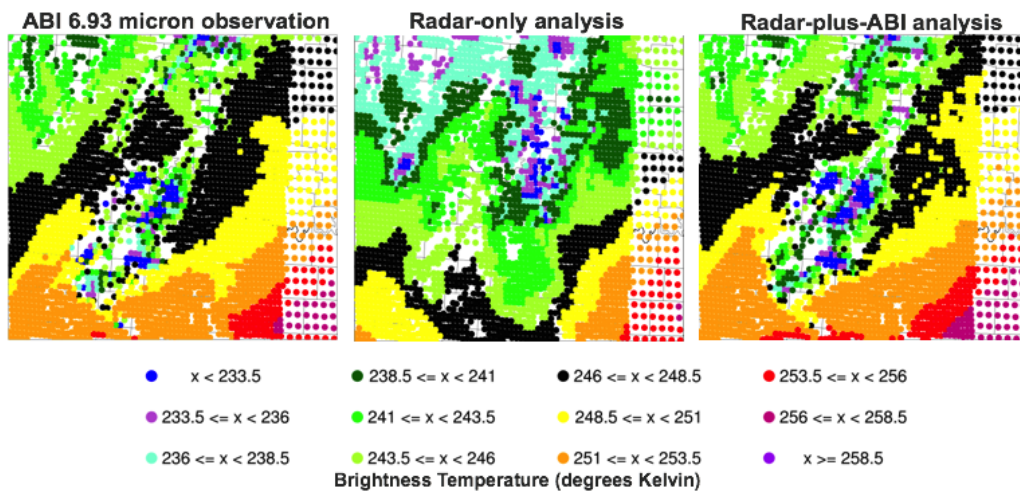 ABI 6.93 micron observation
Radar-only analysis
Radar-plus-ABI analysis
x < 233.5
238.5 <= x < 241
246 <= x < 248.5
253.5 <= x < 256
233.5 <= x < 236
241 <= x < 243.5
248.5 <= x < 251
256 <= x < 258.5
236 <= x < 238.5
243.5 <= x < 246
251 <= x < 253.5
x >= 258.5
Brightness Temperature (degrees Kelvin)